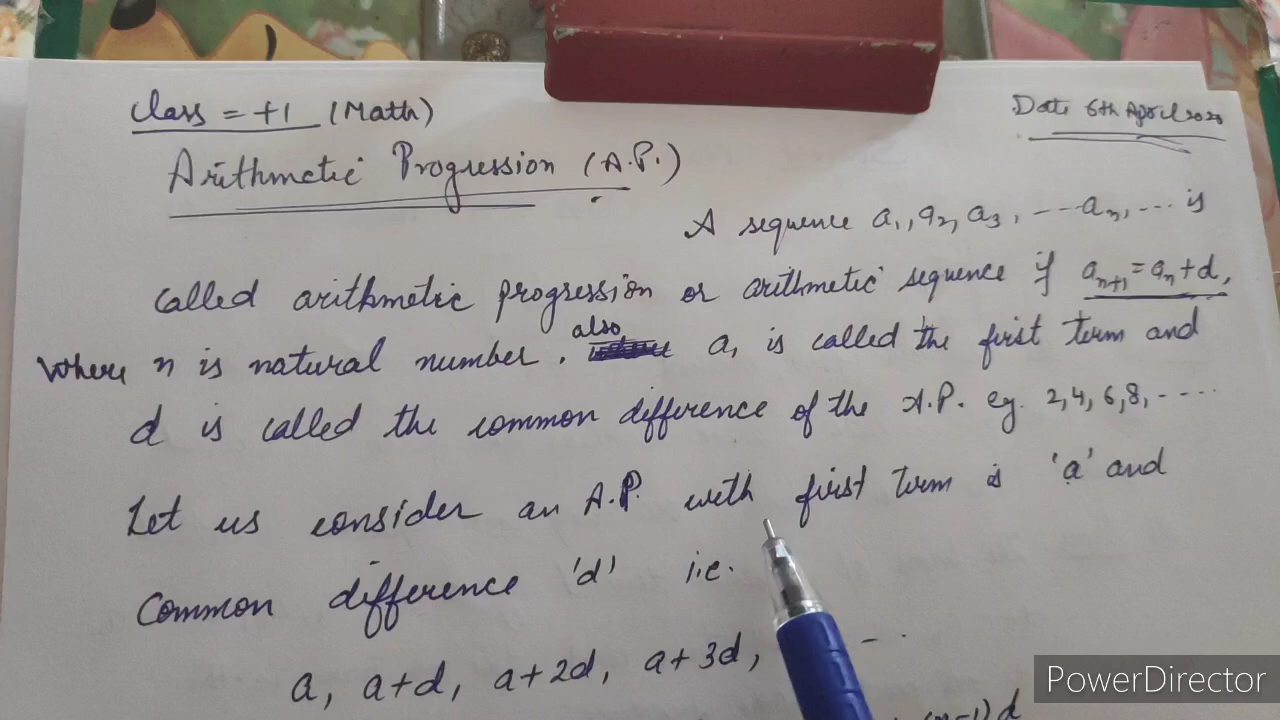 Class = +1 (Math)
Date 6th April 2020
Arithmetic Progression (A.P.)
A sequence a₁, a₂, a₃, ---aₙ, --- is
called arithmetic progression or arithmetic sequence if aₙ₊₁ = aₙ + d,
where n is natural number. also a₁ is called the first term and
d is called the common difference of the A.P. eg. 2, 4, 6, 8, ----
Let us consider an A.P. with first term is 'a' and
Common difference 'd' i.e.
a, a+d, a+2d, a+3d, --
(n-1)d
PowerDirector